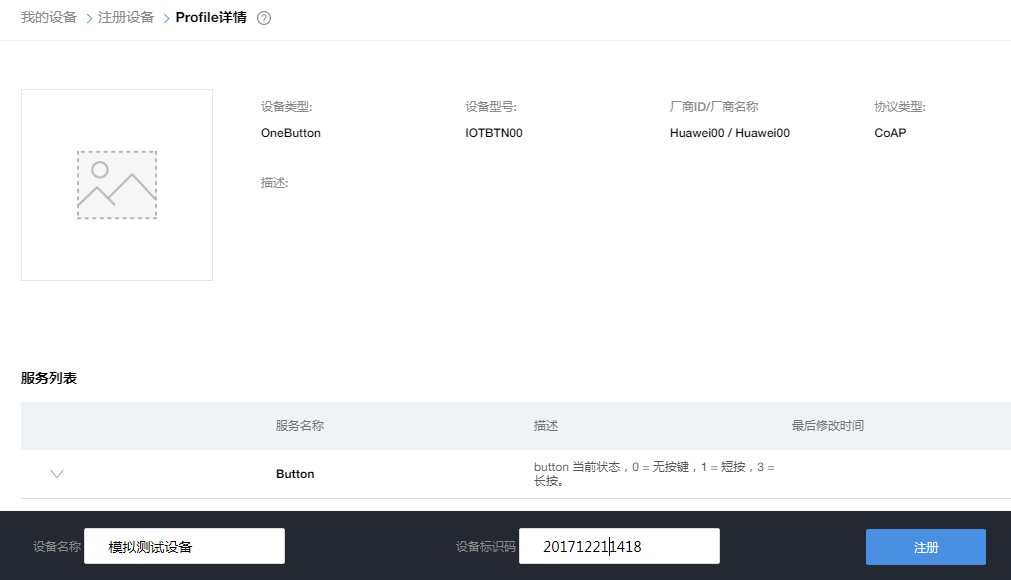 我的设备 > 注册设备 > Profile详情 ?
设备类型: 设备型号: 厂商ID/厂商名称 协议类型:
OneButton IOTBTN00 Huawei00 / Huawei00 CoAP
描述:
服务列表
服务名称 描述 最后修改时间
Button button 当前状态，0 = 无按键，1 = 短按，3 =
长按。
设备名称 模拟测试设备 设备标识码 201712211418 注册